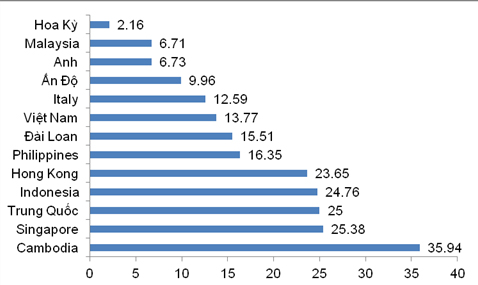 Hoa Kỳ 2.16
Malaysia 6.71
Anh 6.73
Ấn Độ 9.96
Italy 12.59
Việt Nam 13.77
Đài Loan 15.51
Philippines 16.35
Hong Kong 23.65
Indonesia 24.76
Trung Quốc 25
Singapore 25.38
Cambodia 35.94
0 5 10 15 20 25 30 35 40